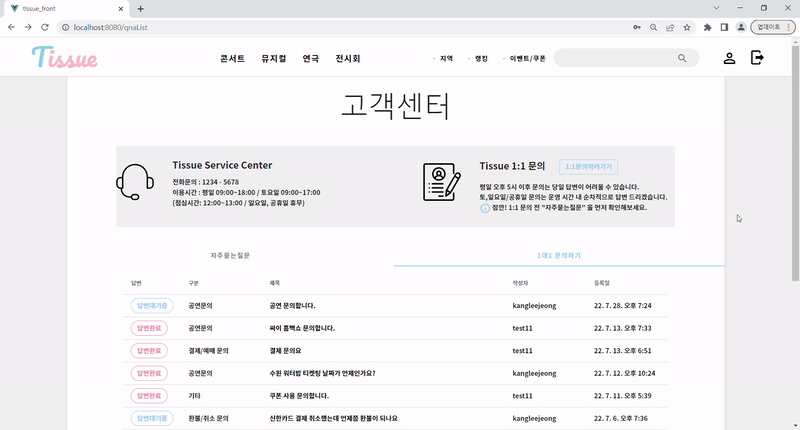 tissue_front
localhost:8080/qnaList
업데이트
Tissue
콘서트 뮤지컬 연극 전시회
- 지역 - 랭킹 - 이벤트/쿠폰
고객센터
Tissue Service Center
전화문의 : 1234 - 5678
이용시간 : 평일 09:00~18:00 / 토요일 09:00~17:00
(점심시간: 12:00~13:00 / 일요일, 공휴일 휴무)
Tissue 1:1 문의 1:1문의하러가기
평일 오후 5시 이후 문의는 당일 답변이 어려울 수 있습니다.
토,일요일/공휴일 문의는 운영 시간 내 순차적으로 답변 드리겠습니다.
잠깐! 1:1 문의 전 "자주묻는질문" 을 먼저 확인해보세요.
자주묻는질문 1대1 문의하기
답변 구분 제목 작성자 등록일
답변대기중 공연문의 공연 문의합니다. kangleejeong 22. 7. 28. 오후 7:24
답변완료 공연문의 싸이 흠뻑쇼 문의합니다. test11 22. 7. 13. 오후 7:33
답변완료 결제/예매 문의 결제 문의요 test11 22. 7. 13. 오후 6:51
답변완료 공연문의 수원 워터밤 티켓팅 날짜가 언제인가요? kangleejeong 22. 7. 12. 오후 10:24
답변완료 기타 쿠폰 사용 문의합니다. test11 22. 7. 11. 오후 5:39
답변대기중 환불/취소 문의 신한카드 결제 취소했는데 언제쯤 환불이 되나요 kangleejeong 22. 7. 6. 오후 7:36